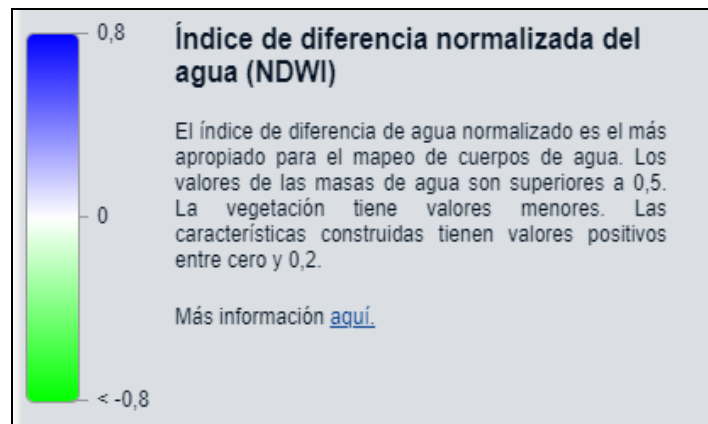 0,8
Índice de diferencia normalizada del
agua (NDWI)
El índice de diferencia de agua normalizado es el más
apropiado para el mapeo de cuerpos de agua. Los
valores de las masas de agua son superiores a 0,5.
La vegetación tiene valores menores. Las
características construidas tienen valores positivos
entre cero y 0,2.
0
Más información aquí.
< -0,8